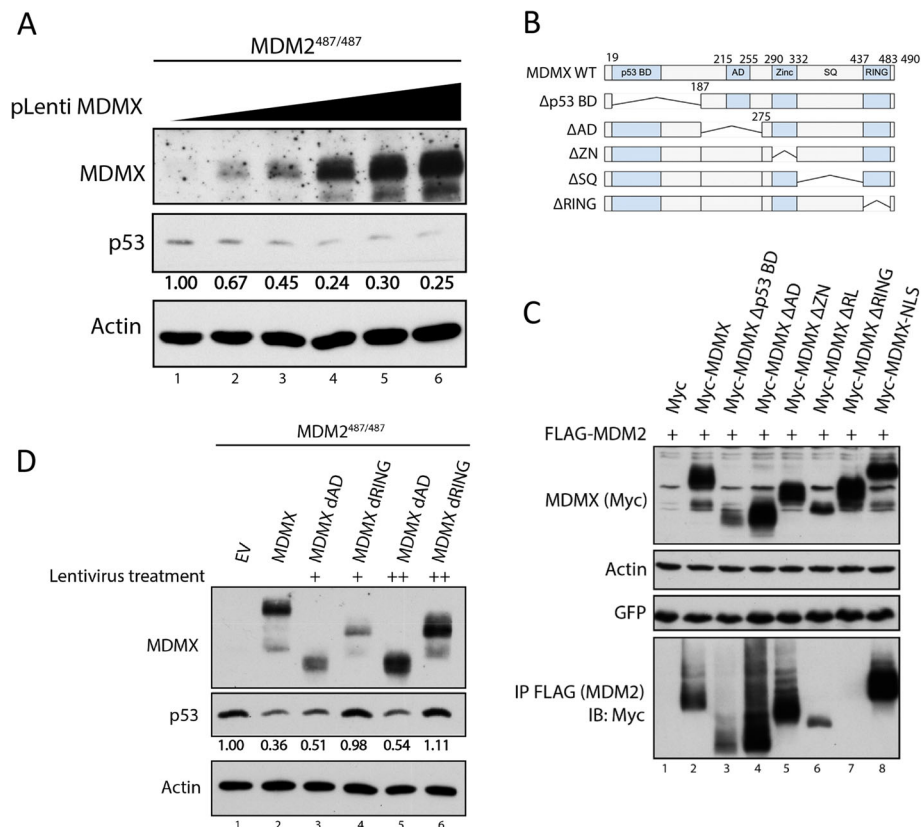 A
MDM2487/487
pLenti MDMX
MDMX
p53
1.00 0.67 0.45 0.24 0.30 0.25
Actin
1 2 3 4 5 6
B
19 215 255 290 332 437 483 490
MDMX WT p53 BD AD Zinc SQ RING
187
Δp53 BD
275
ΔAD
ΔZN
ΔSQ
ΔRING
C
Myc
Myc-MDMX
Myc-MDMX Δp53 BD
Myc-MDMX ΔAD
Myc-MDMX ΔZN
Myc-MDMX ΔRL
Myc-MDMX ΔRING
Myc-MDMX-NLS
FLAG-MDM2 + + + + + + + +
MDMX (Myc)
Actin
GFP
IP FLAG (MDM2)
IB: Myc
1 2 3 4 5 6 7 8
D
MDM2487/487
EV
MDMX
MDMX dAD
MDMX dRING
MDMX dAD
MDMX dRING
Lentivirus treatment + + ++ ++
MDMX
p53
1.00 0.36 0.51 0.98 0.54 1.11
Actin
1 2 3 4 5 6